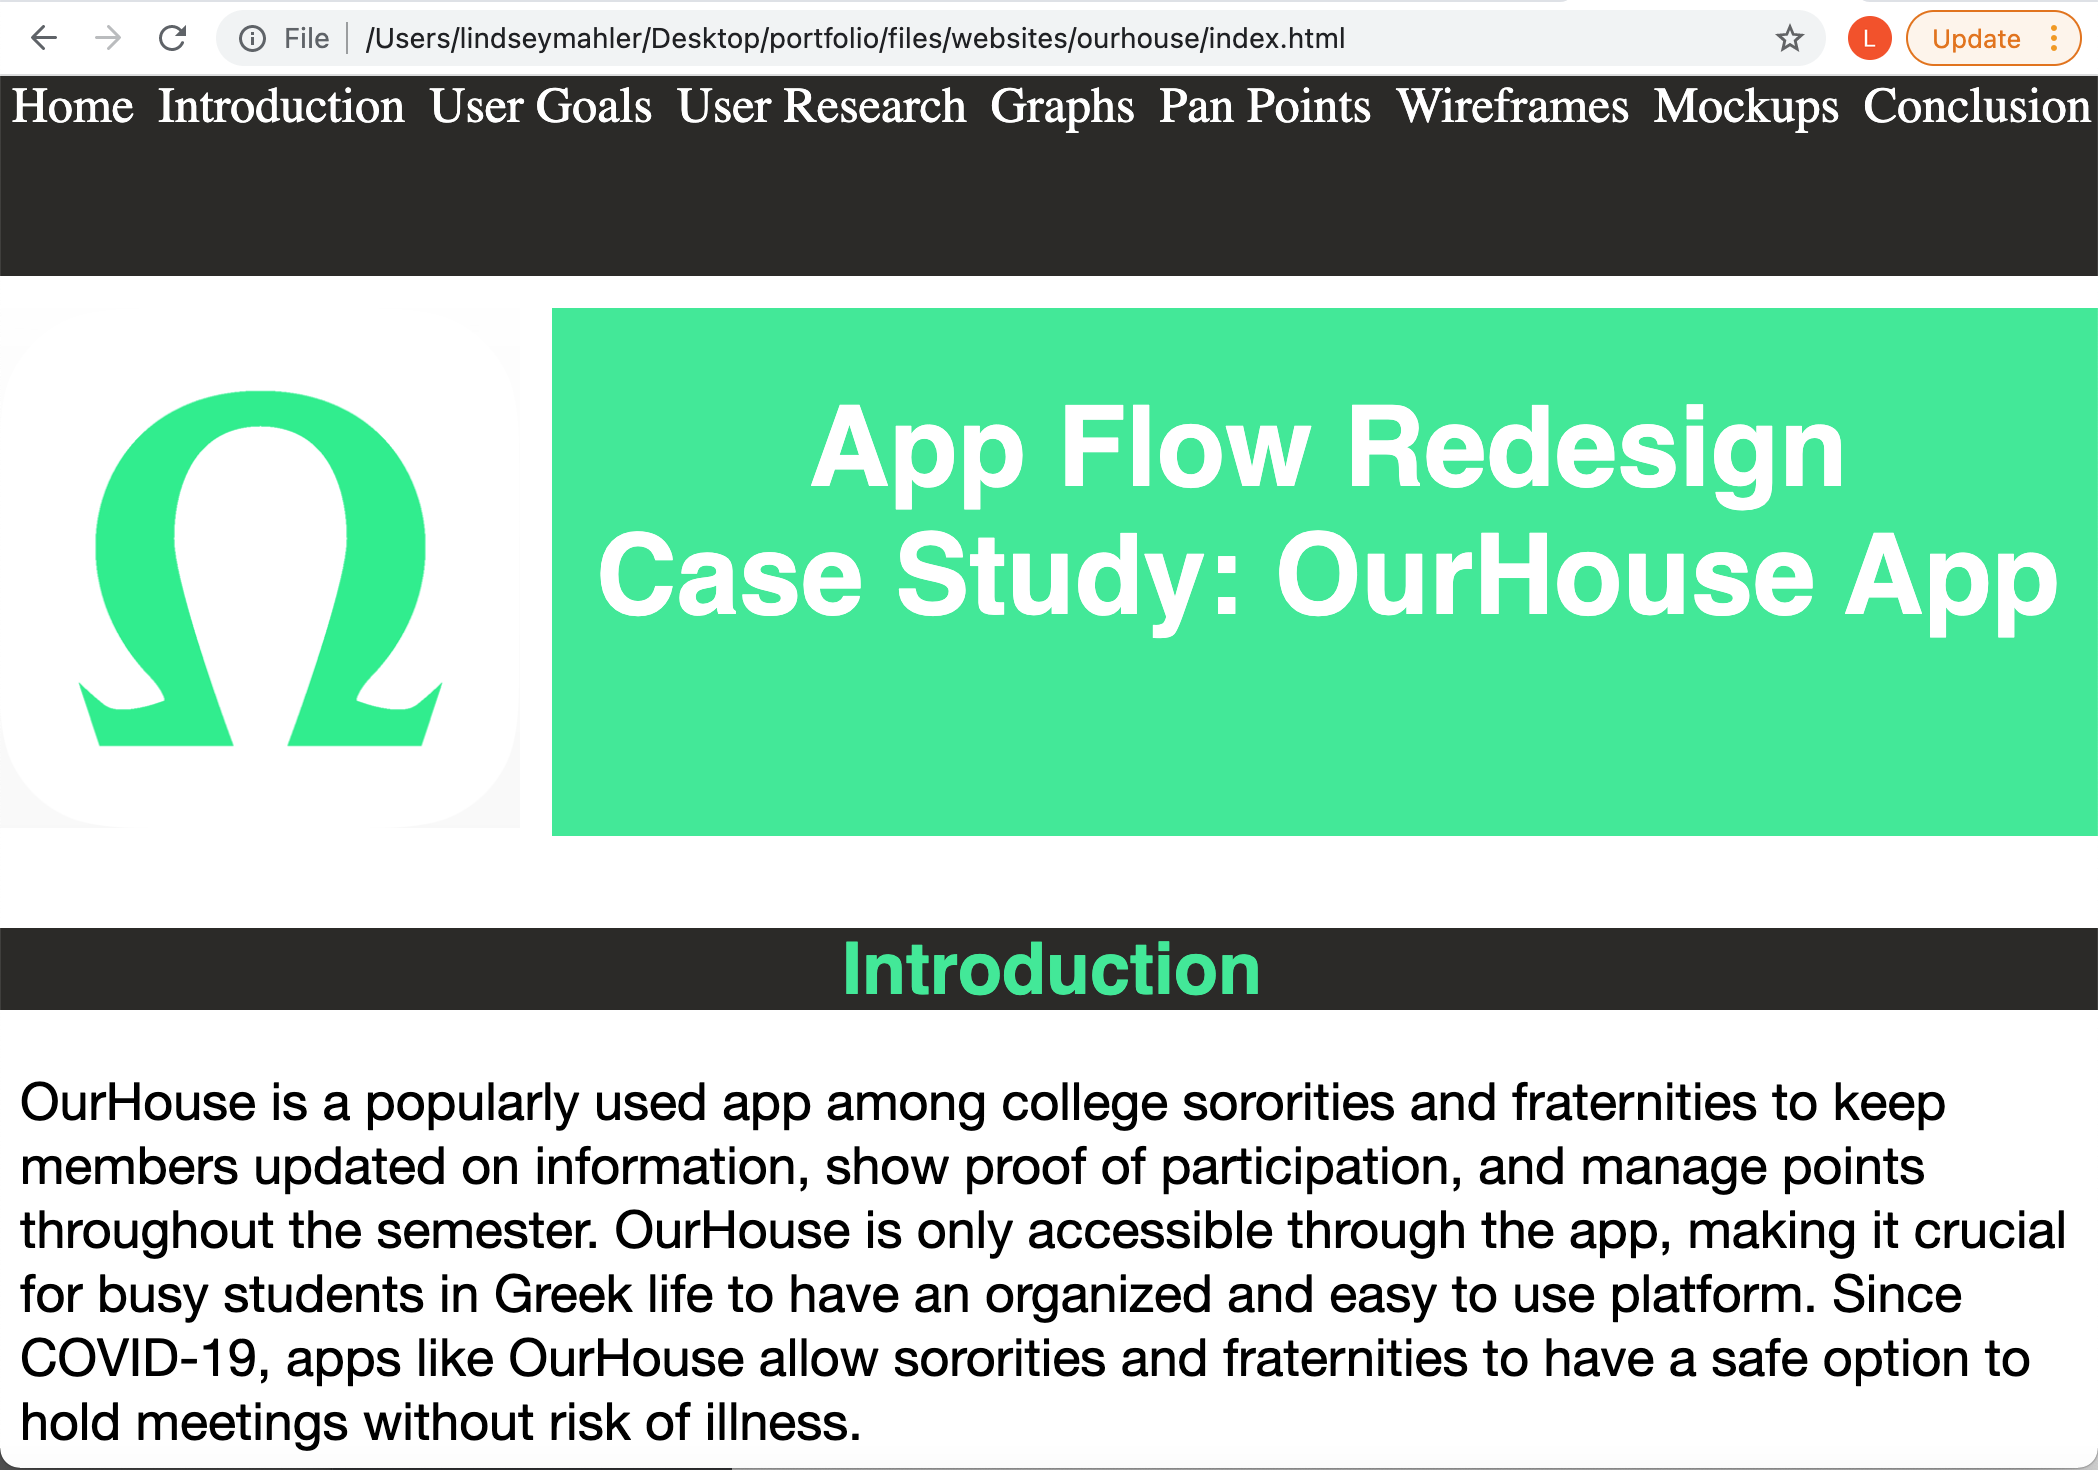 File /Users/lindseymahler/Desktop/portfolio/files/websites/ourhouse/index.html L Update
Home Introduction User Goals User Research Graphs Pan Points Wireframes Mockups Conclusion
Ω
App Flow Redesign
Case Study: OurHouse App
Introduction
OurHouse is a popularly used app among college sororities and fraternities to keep
members updated on information, show proof of participation, and manage points
throughout the semester. OurHouse is only accessible through the app, making it crucial
for busy students in Greek life to have an organized and easy to use platform. Since
COVID-19, apps like OurHouse allow sororities and fraternities to have a safe option to
hold meetings without risk of illness.